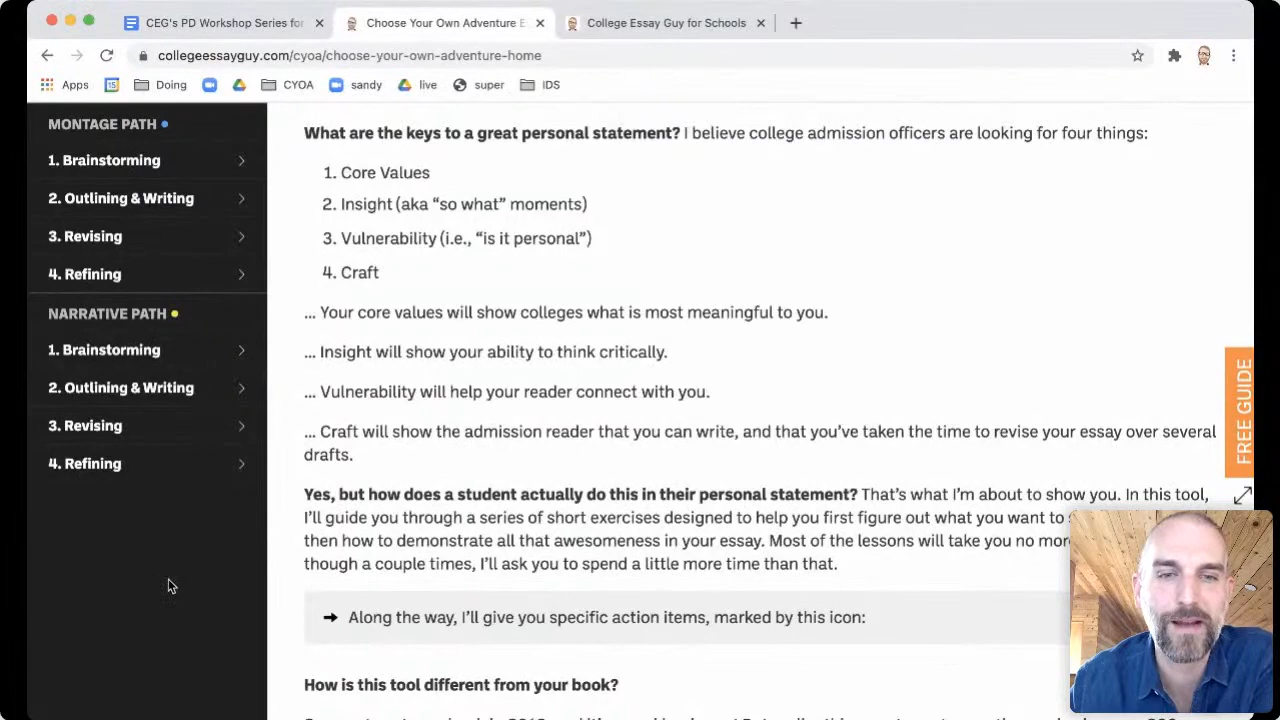 CEG's PD Workshop Series for
Choose Your Own Adventure E
College Essay Guy for Schools
collegeessayguy.com/cyoa/choose-your-own-adventure-home
Apps
Doing
CYOA
sandy
live
super
IDS
MONTAGE PATH
1. Brainstorming
2. Outlining & Writing
3. Revising
4. Refining
NARRATIVE PATH
1. Brainstorming
2. Outlining & Writing
3. Revising
4. Refining
What are the keys to a great personal statement? I believe college admission officers are looking for four things:
1. Core Values
2. Insight (aka “so what” moments)
3. Vulnerability (i.e., “is it personal”)
4. Craft
... Your core values will show colleges what is most meaningful to you.
... Insight will show your ability to think critically.
... Vulnerability will help your reader connect with you.
... Craft will show the admission reader that you can write, and that you’ve taken the time to revise your essay over several
drafts.
Yes, but how does a student actually do this in their personal statement? That’s what I’m about to show you. In this tool,
I’ll guide you through a series of short exercises designed to help you first figure out what you want to
then how to demonstrate all that awesomeness in your essay. Most of the lessons will take you no mor
though a couple times, I’ll ask you to spend a little more time than that.
→ Along the way, I’ll give you specific action items, marked by this icon:
How is this tool different from your book?
FREE GUIDE